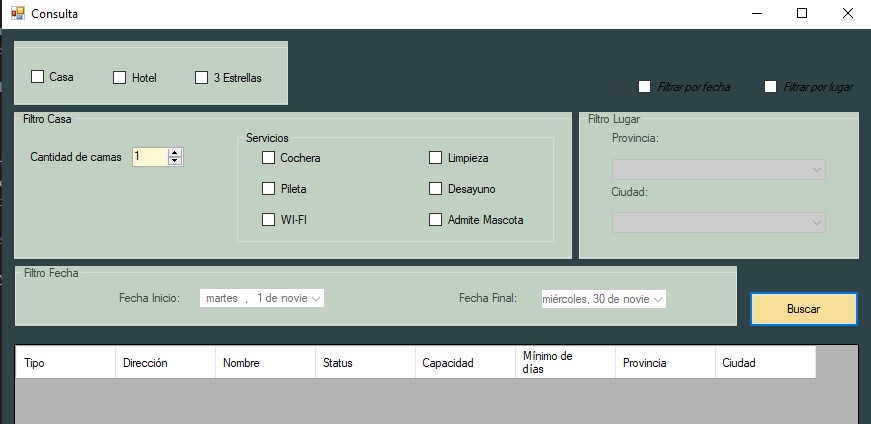 Consulta
Casa
Hotel
3 Estrellas
Filtrar por fecha
Filtrar por lugar
Filtro Casa
Cantidad de camas
1
Servicios
Cochera
Limpieza
Pileta
Desayuno
WI-FI
Admite Mascota
Filtro Lugar
Provincia:
Ciudad:
Filtro Fecha
Fecha Inicio:
martes , 1 de novie
Fecha Final:
miércoles, 30 de novie
Buscar
Tipo
Dirección
Nombre
Status
Capacidad
Mínimo de
días
Provincia
Ciudad